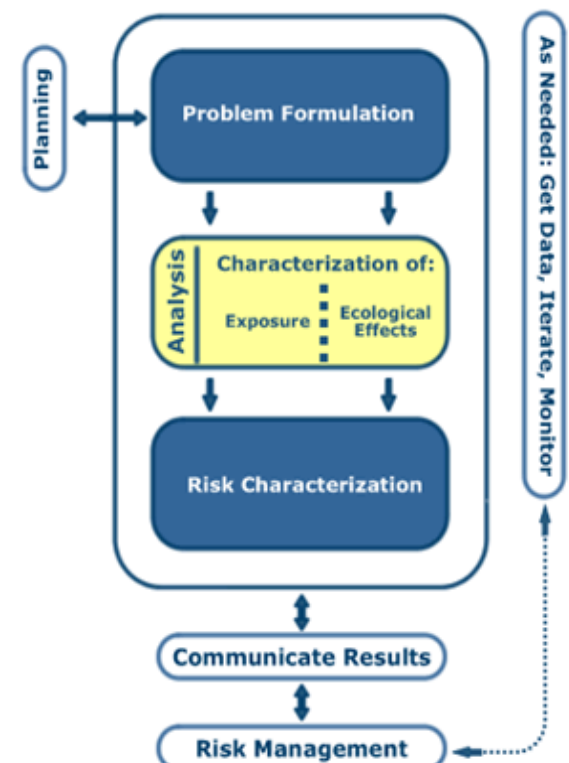 Planning
Problem Formulation
Analysis
Characterization of:
Exposure
Ecological
Effects
Risk Characterization
Communicate Results
Risk Management
As Needed: Get Data, Iterate, Monitor